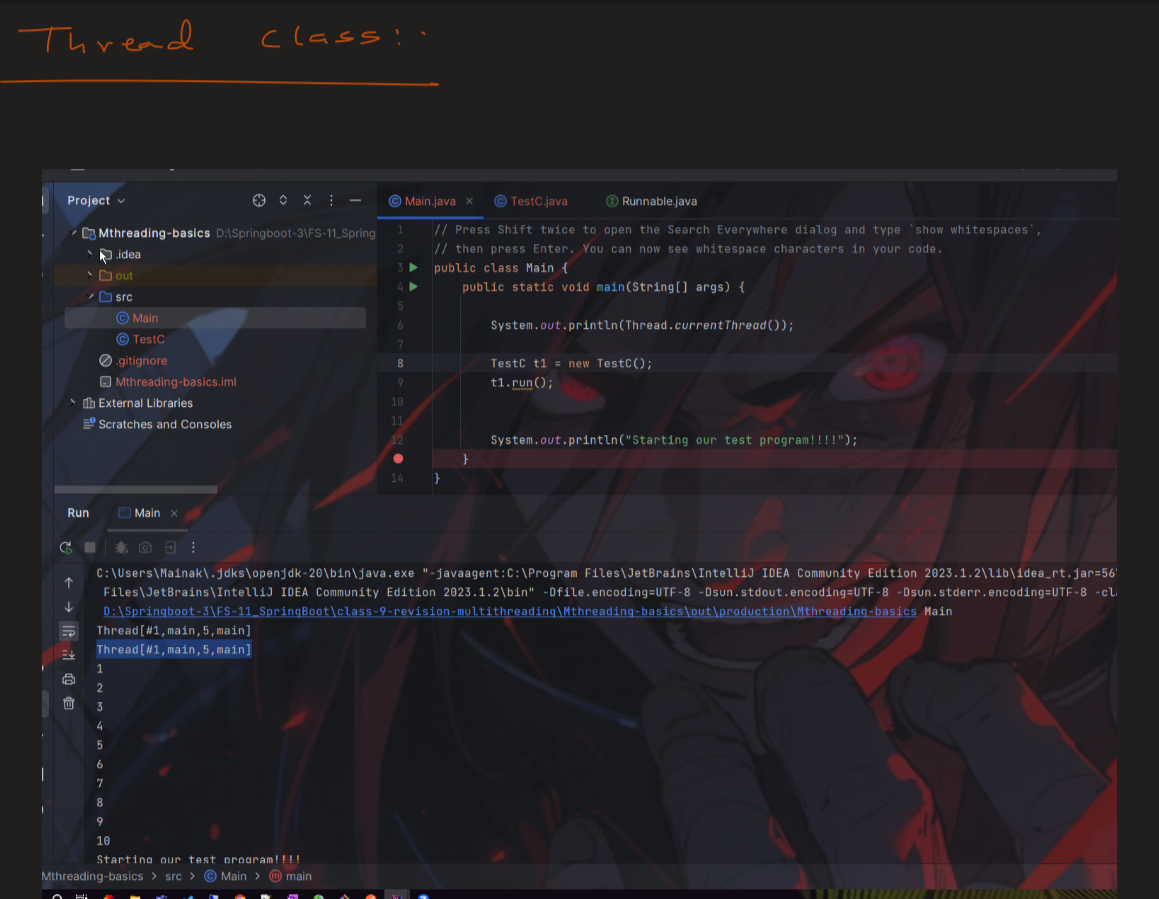 Thread class:-
Project
Main.java
TestC.java
Runnable.java
Mthreading-basics D:\Springboot-3\FS-11_Spring
.idea
out
src
Main
TestC
.gitignore
Mthreading-basics.iml
External Libraries
Scratches and Consoles
1 // Press Shift twice to open the Search Everywhere dialog and type `show whitespaces`,
2 // then press Enter. You can now see whitespace characters in your code.
3 public class Main {
4 public static void main(String[] args) {
5
6 System.out.println(Thread.currentThread());
7
8 TestC t1 = new TestC();
9 t1.run();
10
11
12 System.out.println("Starting our test program!!!!");
}
14 }
Run Main
C:\Users\Mainak\.jdks\openjdk-20\bin\java.exe "-javaagent:C:\Program Files\JetBrains\IntelliJ IDEA Community Edition 2023.1.2\lib\idea_rt.jar=56
Files\JetBrains\IntelliJ IDEA Community Edition 2023.1.2\bin" -Dfile.encoding=UTF-8 -Dsun.stdout.encoding=UTF-8 -Dsun.stderr.encoding=UTF-8
D:\Springboot-3\FS-11_SpringBoot\class-9-revision-multithreading\Mthreading-basics\out\production\Mthreading-basics Main
Thread[#1,main,5,main]
Thread[#1,main,5,main]
1
2
3
4
5
6
7
8
9
10
Starting our test program!!!!
Mthreading-basics > src > Main > main